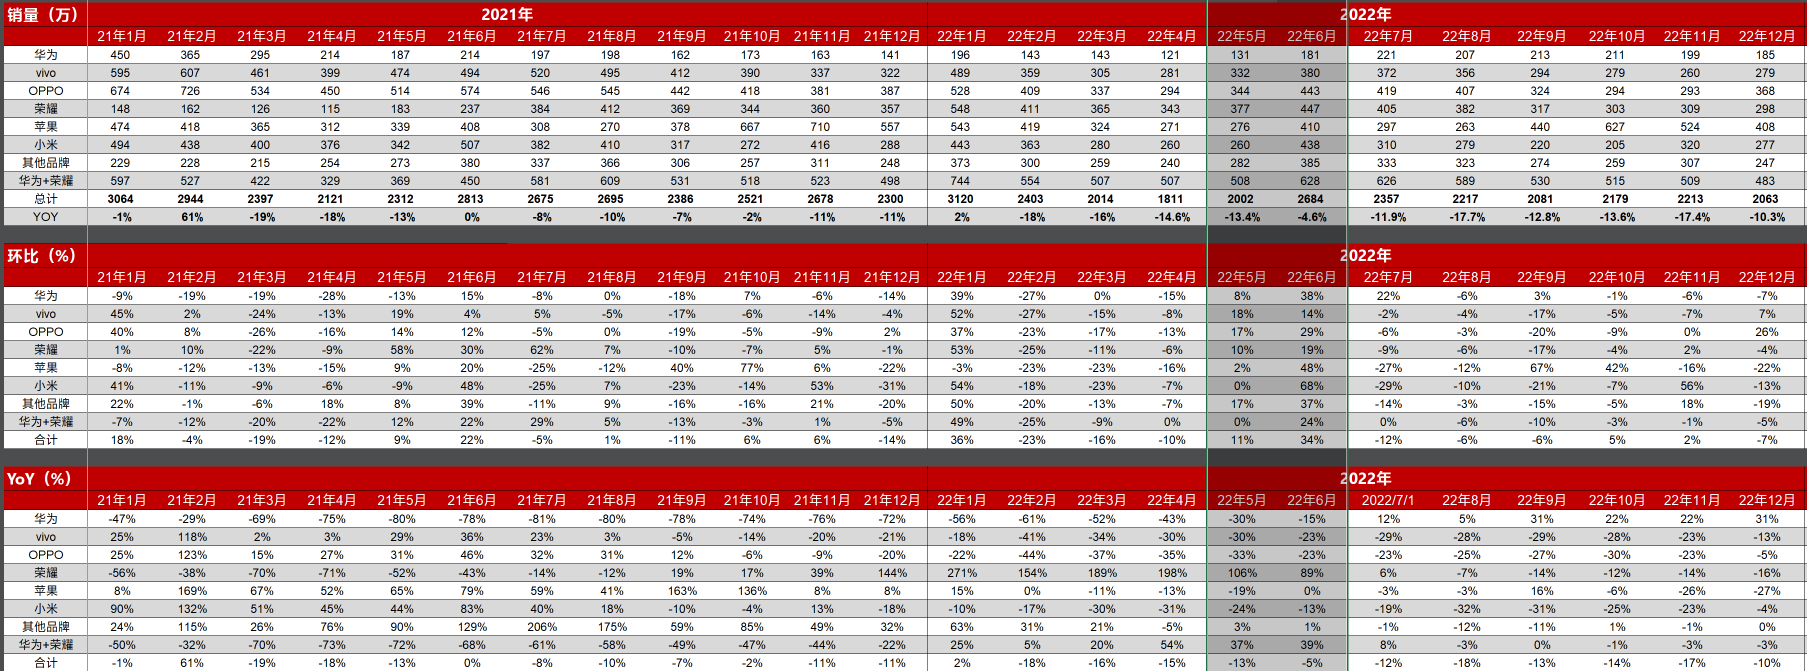 销量（万） 2021年 2022年
21年1月 21年2月 21年3月 21年4月 21年5月 21年6月 21年7月 21年8月 21年9月 21年10月 21年11月 21年12月 22年1月 22年2月 22年3月 22年4月 22年5月 22年6月 22年7月 22年8月 22年9月 22年10月 22年11月 22年12月
华为 450 365 295 214 187 214 197 198 162 173 163 141 196 143 143 121 131 181 221 207 213 211 199 185
vivo 595 607 461 399 474 494 520 495 412 390 337 322 489 359 305 281 332 380 372 356 294 279 260 279
OPPO 674 726 534 450 514 574 546 545 442 418 381 387 528 409 337 294 344 443 419 407 324 294 293 368
荣耀 148 162 126 115 183 237 384 412 369 344 360 357 548 411 365 343 377 447 405 382 317 303 309 298
苹果 474 418 365 312 339 408 308 270 378 667 710 557 543 419 324 271 276 410 297 263 440 627 524 408
小米 494 438 400 376 342 507 382 410 317 272 416 288 443 363 280 260 260 438 310 279 220 205 320 277
其他品牌 229 228 215 254 273 380 337 366 306 257 311 248 373 300 259 240 282 385 333 323 274 259 307 247
华为+荣耀 597 527 422 329 369 450 581 609 531 518 523 498 744 554 507 507 508 628 626 589 530 515 509 483
总计 3064 2944 2397 2121 2312 2813 2675 2695 2386 2521 2678 2300 3120 2403 2014 1811 2002 2684 2357 2217 2081 2179 2213 2063
YOY -1% 61% -19% -18% -13% 0% -8% -10% -7% -2% -11% -11% 2% -18% -16% -14.6% -13.4% -4.6% -11.9% -17.7% -12.8% -13.6% -17.4% -10.3%
环比（%） 2022年
21年1月 21年2月 21年3月 21年4月 21年5月 21年6月 21年7月 21年8月 21年9月 21年10月 21年11月 21年12月 22年1月 22年2月 22年3月 22年4月 22年5月 22年6月 22年7月 22年8月 22年9月 22年10月 22年11月 22年12月
华为 -9% -19% -19% -28% -13% 15% -8% 0% -18% 7% -6% -14% 39% -27% 0% -15% 8% 38% 22% -6% 3% -1% -6% -7%
vivo 45% 2% -24% -13% 19% 4% 5% -5% -17% -6% -14% -4% 52% -27% -15% -8% 18% 14% -2% -4% -17% -5% -7% 7%
OPPO 40% 8% -26% -16% 14% 12% -5% 0% -19% -5% -9% 2% 37% -23% -17% -13% 17% 29% -6% -3% -20% -9% 0% 26%
荣耀 1% 10% -22% -9% 58% 30% 62% 7% -10% -7% 5% -1% 53% -25% -11% -6% 10% 19% -9% -6% -17% -4% 2% -4%
苹果 -8% -12% -13% -15% 9% 20% -25% -12% 40% 77% 6% -22% -3% -23% -23% -16% 2% 48% -27% -12% 67% 42% -16% -22%
小米 41% -11% -9% -6% -9% 48% -25% 7% -23% -14% 53% -31% 54% -18% -23% -7% 0% 68% -29% -10% -21% -7% 56% -13%
其他品牌 22% -1% -6% 18% 8% 39% -11% 9% -16% -16% 21% -20% 50% -20% -13% -7% 17% 37% -14% -3% -15% -5% 18% -19%
华为+荣耀 -7% -12% -20% -22% 12% 22% 29% 5% -13% -3% 1% -5% 49% -25% -9% 0% 0% 24% 0% -6% -10% -3% -1% -5%
合计 18% -4% -19% -12% 9% 22% -5% 1% -11% 6% 6% -14% 36% -23% -16% -10% 11% 34% -12% -6% -6% 5% 2% -7%
YoY（%） 2022年
21年1月 21年2月 21年3月 21年4月 21年5月 21年6月 21年7月 21年8月 21年9月 21年10月 21年11月 21年12月 22年1月 22年2月 22年3月 22年4月 22年5月 22年6月 2022/7/1 22年8月 22年9月 22年10月 22年11月 22年12月
华为 -47% -29% -69% -75% -80% -78% -81% -80% -78% -74% -76% -72% -56% -61% -52% -43% -30% -15% 12% 5% 31% 22% 22% 31%
vivo 25% 118% 2% 3% 29% 36% 23% 3% -5% -14% -20% -21% -18% -41% -34% -30% -30% -23% -29% -28% -29% -28% -23% -13%
OPPO 25% 123% 15% 27% 31% 46% 32% 31% 12% -6% -9% -20% -22% -44% -37% -35% -33% -23% -23% -25% -27% -30% -23% -5%
荣耀 -56% -38% -70% -71% -52% -43% -14% -12% 19% 17% 39% 144% 271% 154% 189% 198% 106% 89% 6% -7% -14% -12% -14% -16%
苹果 8% 169% 67% 52% 65% 79% 59% 41% 163% 136% 8% 8% 15% 0% -11% -13% -19% 0% -3% -3% 16% -6% -26% -27%
小米 90% 132% 51% 45% 44% 83% 40% 18% -10% -4% 13% -18% -10% -17% -30% -31% -24% -13% -19% -32% -31% -25% -23% -4%
其他品牌 24% 115% 26% 76% 90% 129% 206% 175% 59% 85% 49% 32% 63% 31% 21% -5% 3% 1% -1% -12% -11% 1% -1% 0%
华为+荣耀 -50% -32% -70% -73% -72% -68% -61% -58% -49% -47% -44% -22% 25% 5% 20% 54% 37% 39% 8% -3% 0% -1% -3% -3%
合计 -1% 61% -19% -18% -13% 0% -8% -10% -7% -2% -11% -11% 2% -18% -16% -15% -13% -5% -12% -18% -13% -14% -17% -10%